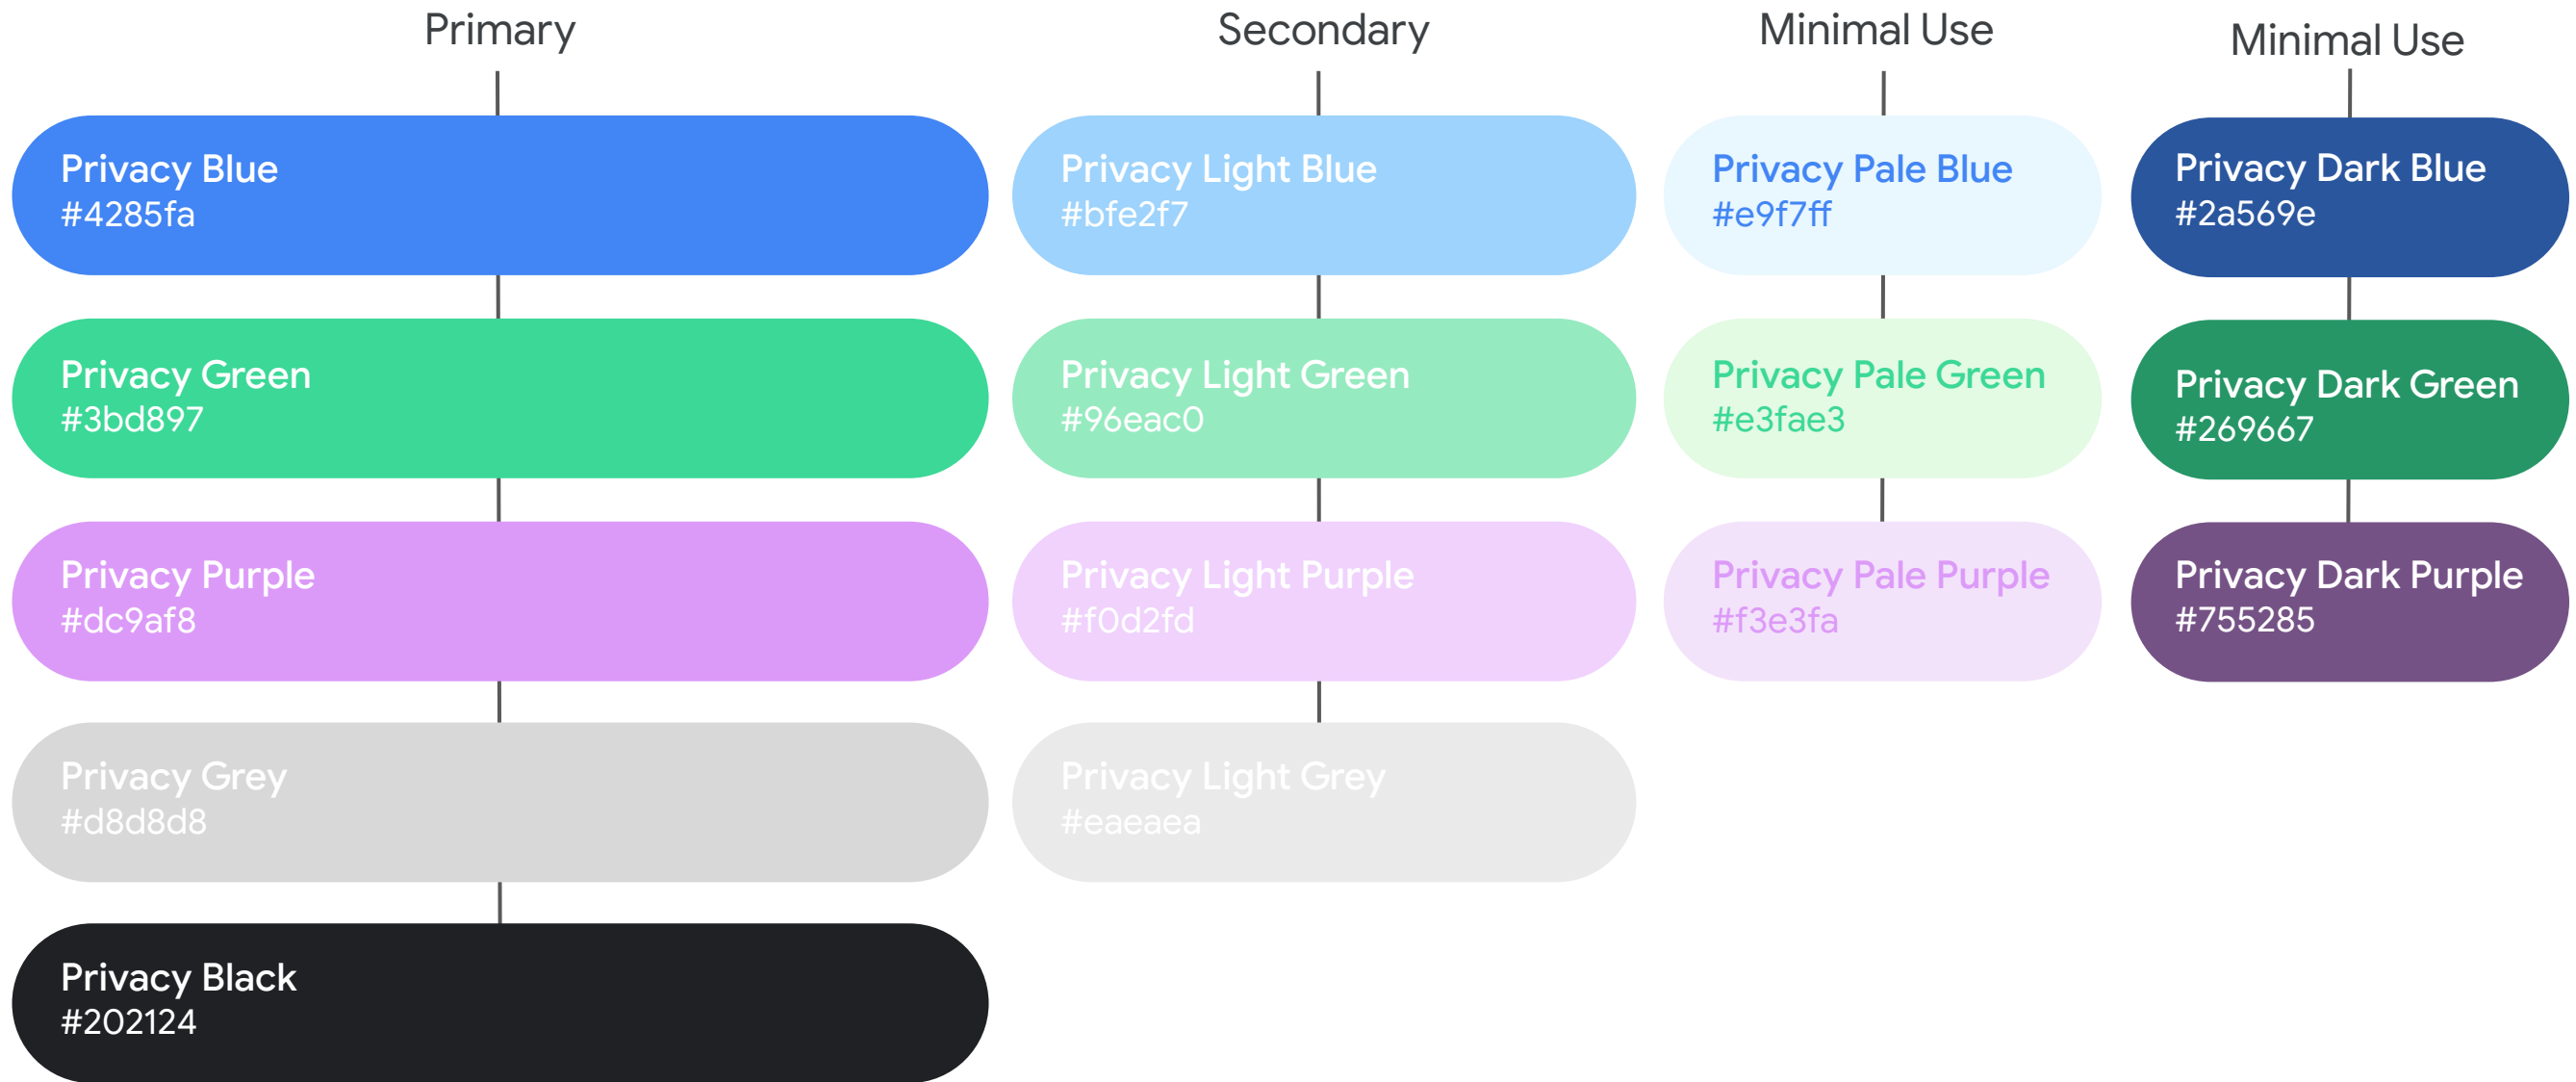 Primary
Privacy Blue
#4285fa
Privacy Green
#3bd897
Privacy Purple
#dc9af8
Privacy Grey
#d8d8d8
Privacy Black
#202124
Secondary
Privacy Light Blue
#bfe2f7
Privacy Light Green
#96eac0
Privacy Light Purple
#f0d2fd
Privacy Light Grey
#eaeaea
Minimal Use
Privacy Pale Blue
#e9f7ff
Privacy Pale Green
#e3fae3
Privacy Pale Purple
#f3e3fa
Minimal Use
Privacy Dark Blue
#2a569e
Privacy Dark Green
#269667
Privacy Dark Purple
#755285